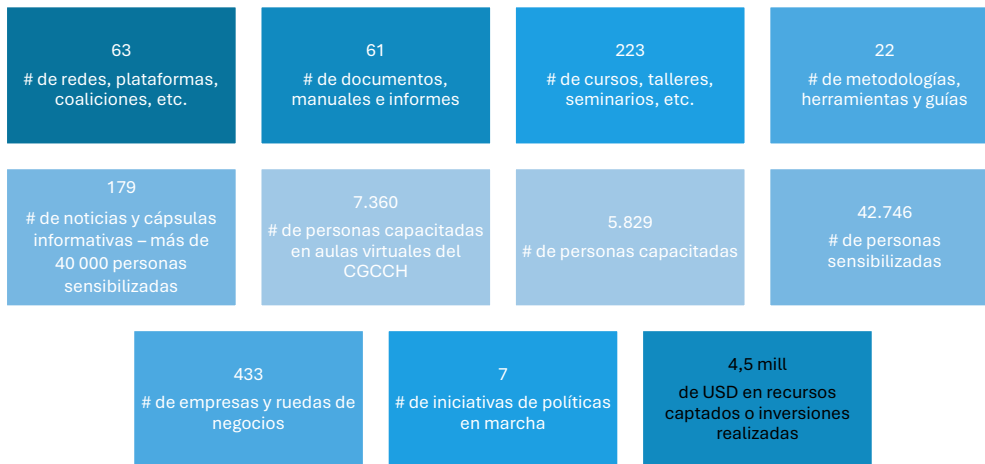 63
# de redes, plataformas,
coaliciones, etc.
61
# de documentos,
manuales e informes
223
# de cursos, talleres,
seminarios, etc.
22
# de metodologías,
herramientas y guías
179
# de noticias y cápsulas
informativas – más de
40 000 personas
sensibilizadas
7.360
# de personas capacitadas
en aulas virtuales del
CGCCH
5.829
# de personas capacitadas
42.746
# de personas
sensibilizadas
433
# de empresas y ruedas de
negocios
7
# de iniciativas de políticas
en marcha
4,5 mill
de USD en recursos
captados o inversiones
realizadas